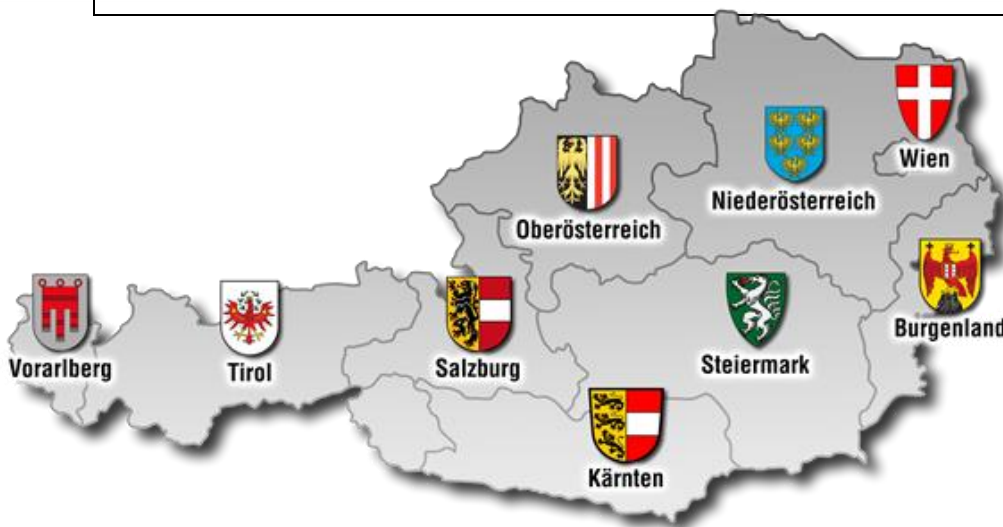 Wien
Niederösterreich
Oberösterreich
Burgenland
Vorarlberg
Tirol
Salzburg
Steiermark
Kärnten